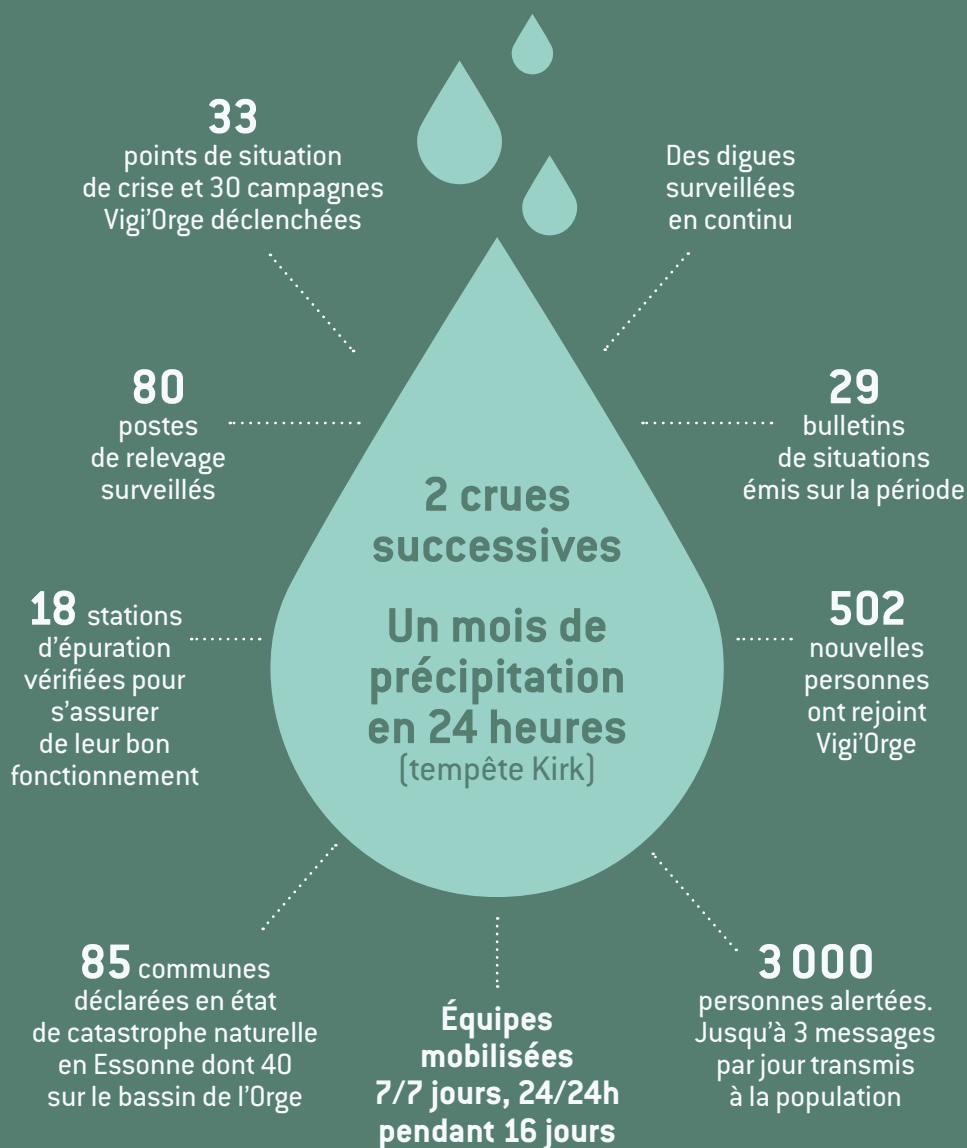 33
points de situation
de crise et 30 campagnes
Vigi’Orge déclenchées
Des digues
surveillées
en continu
80
postes
de relevage
surveillés
29
bulletins
de situations
émis sur la période
2 crues
successives
Un mois de
précipitation
en 24 heures
(tempête Kirk)
18 stations
d’épuration
vérifiées pour
s’assurer
de leur bon
fonctionnement
502
nouvelles
personnes
ont rejoint
Vigi’Orge
85 communes
déclarées en état
de catastrophe naturelle
en Essonne dont 40
sur le bassin de l’Orge
Équipes
mobilisées
7/7 jours, 24/24h
pendant 16 jours
3 000
personnes alertées.
Jusqu’à 3 messages
par jour transmis
à la population